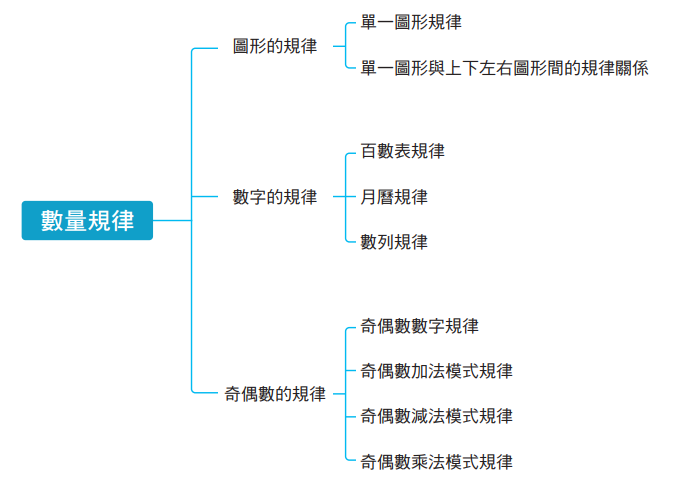 數量規律
圖形的規律
單一圖形規律
單一圖形與上下左右圖形間的規律關係
數字的規律
百數表規律
月曆規律
數列規律
奇偶數的規律
奇偶數數字規律
奇偶數加法模式規律
奇偶數減法模式規律
奇偶數乘法模式規律